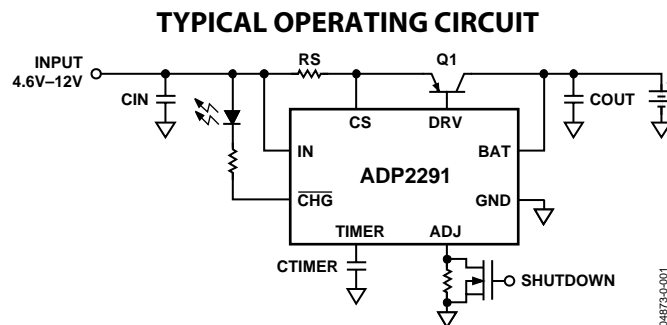 TYPICAL OPERATING CIRCUIT
INPUT
4.6V–12V
RS
Q1
CIN
COUT
CS
DRV
IN
BAT
ADP2291
CHG
GND
TIMER
ADJ
CTIMER
SHUTDOWN
04873-0-001